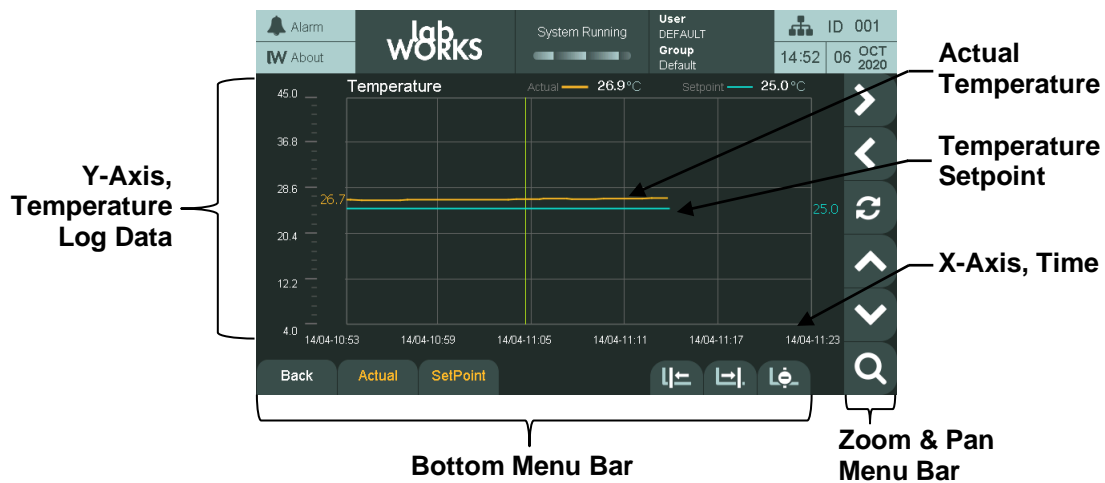 Alarm
lW About
lab
WORKS
System Running
User
DEFAULT
Group
Default
ID 001
14:52
06 OCT
2020
Temperature
Actual 26.9°C
Setpoint 25.0°C
45.0
36.8
28.6
20.4
12.2
4.0
26.7
25.0
14/04-10:53
14/04-10:59
14/04-11:05
14/04-11:11
14/04-11:17
14/04-11:23
Back
Actual
SetPoint
Y-Axis,
Temperature
Log Data
Actual
Temperature
Temperature
Setpoint
X-Axis, Time
Bottom Menu Bar
Zoom & Pan
Menu Bar